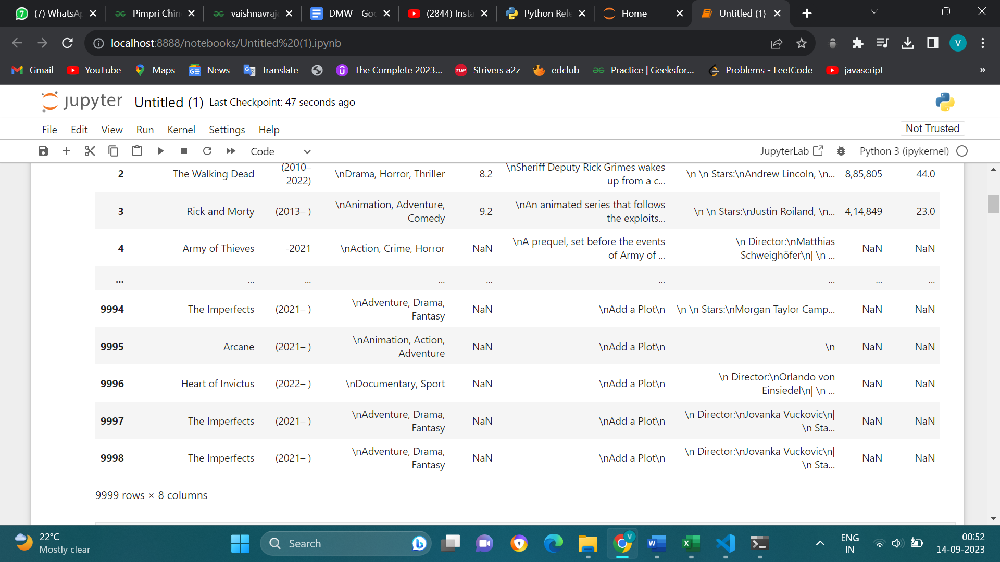 (7) WhatsAp
Pimpri Chin
vaishnavraj
DMW - Goo
(2844) Insta
Python Rele
Home
Untitled (1)
localhost:8888/notebooks/Untitled%20(1).ipynb
V
Gmail
YouTube
Maps
News
Translate
The Complete 2023...
Strivers a2z
edclub
Practice | Geeksfor...
Problems - LeetCode
javascript
»
jupyter Untitled (1) Last Checkpoint: 47 seconds ago
File Edit View Run Kernel Settings Help
Not Trusted
Code
JupyterLab
Python 3 (ipykernel)
2 The Walking Dead (2010–2022) \nDrama, Horror, Thriller 8.2 \nSheriff Deputy Rick Grimes wakes up from a c... \n \n Stars:\nAndrew Lincoln, \n... 8,85,805 44.0
3 Rick and Morty (2013– ) \nAnimation, Adventure, Comedy 9.2 \nAn animated series that follows the exploits... \n \n Stars:\nJustin Roiland, \n... 4,14,849 23.0
4 Army of Thieves -2021 \nAction, Crime, Horror NaN \nA prequel, set before the events of Army of ... \n Director:\nMatthias Schweighöfer\n| \n ... NaN NaN
... ... ... ... ... ... ... ... ...
9994 The Imperfects (2021– ) \nAdventure, Drama, Fantasy NaN \nAdd a Plot\n \n \n Stars:\nMorgan Taylor Camp... NaN NaN
9995 Arcane (2021– ) \nAnimation, Action, Adventure NaN \nAdd a Plot\n \n NaN NaN
9996 Heart of Invictus (2022– ) \nDocumentary, Sport NaN \nAdd a Plot\n \n Director:\nOrlando von Einsiedel\n| \n ... NaN NaN
9997 The Imperfects (2021– ) \nAdventure, Drama, Fantasy NaN \nAdd a Plot\n \n Director:\nJovanka Vuckovic\n| \n Sta... NaN NaN
9998 The Imperfects (2021– ) \nAdventure, Drama, Fantasy NaN \nAdd a Plot\n \n Director:\nJovanka Vuckovic\n| \n Sta... NaN NaN
9999 rows × 8 columns
22°C
Mostly clear
Search
ENG
IN
00:52
14-09-2023